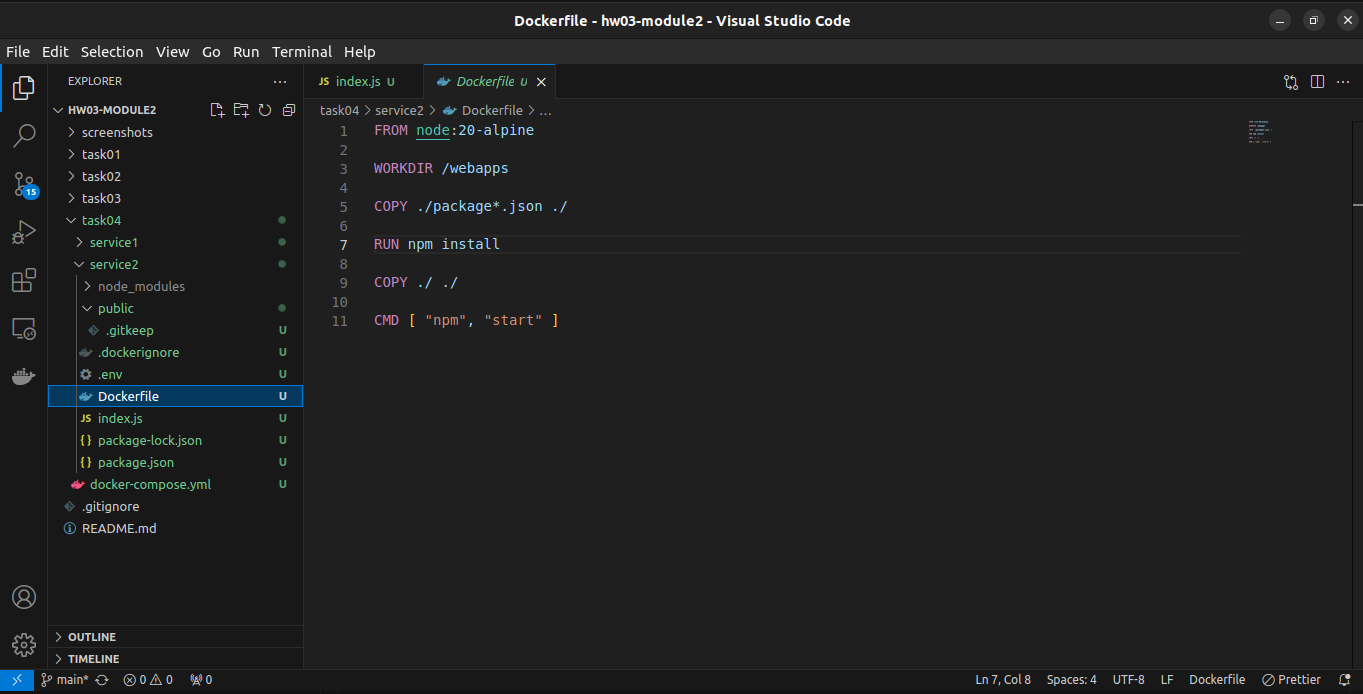 Dockerfile - hw03-module2 - Visual Studio Code
File Edit Selection View Go Run Terminal Help
EXPLORER
JS index.js U
Dockerfile U
HW03-MODULE2
task04 > service2 > Dockerfile > ...
screenshots
task01
task02
task03
task04
service1
service2
node_modules
public
.gitkeep U
.dockerignore U
.env U
Dockerfile U
JS index.js U
{} package-lock.json U
{} package.json U
docker-compose.yml U
.gitignore
README.md
15
1 FROM node:20-alpine
2
3 WORKDIR /webapps
4
5 COPY ./package*.json ./
6
7 RUN npm install
8
9 COPY ./ ./
10
11 CMD [ "npm", "start" ]
OUTLINE
TIMELINE
main* 0 0 0 Ln 7, Col 8 Spaces: 4 UTF-8 LF Dockerfile Prettier